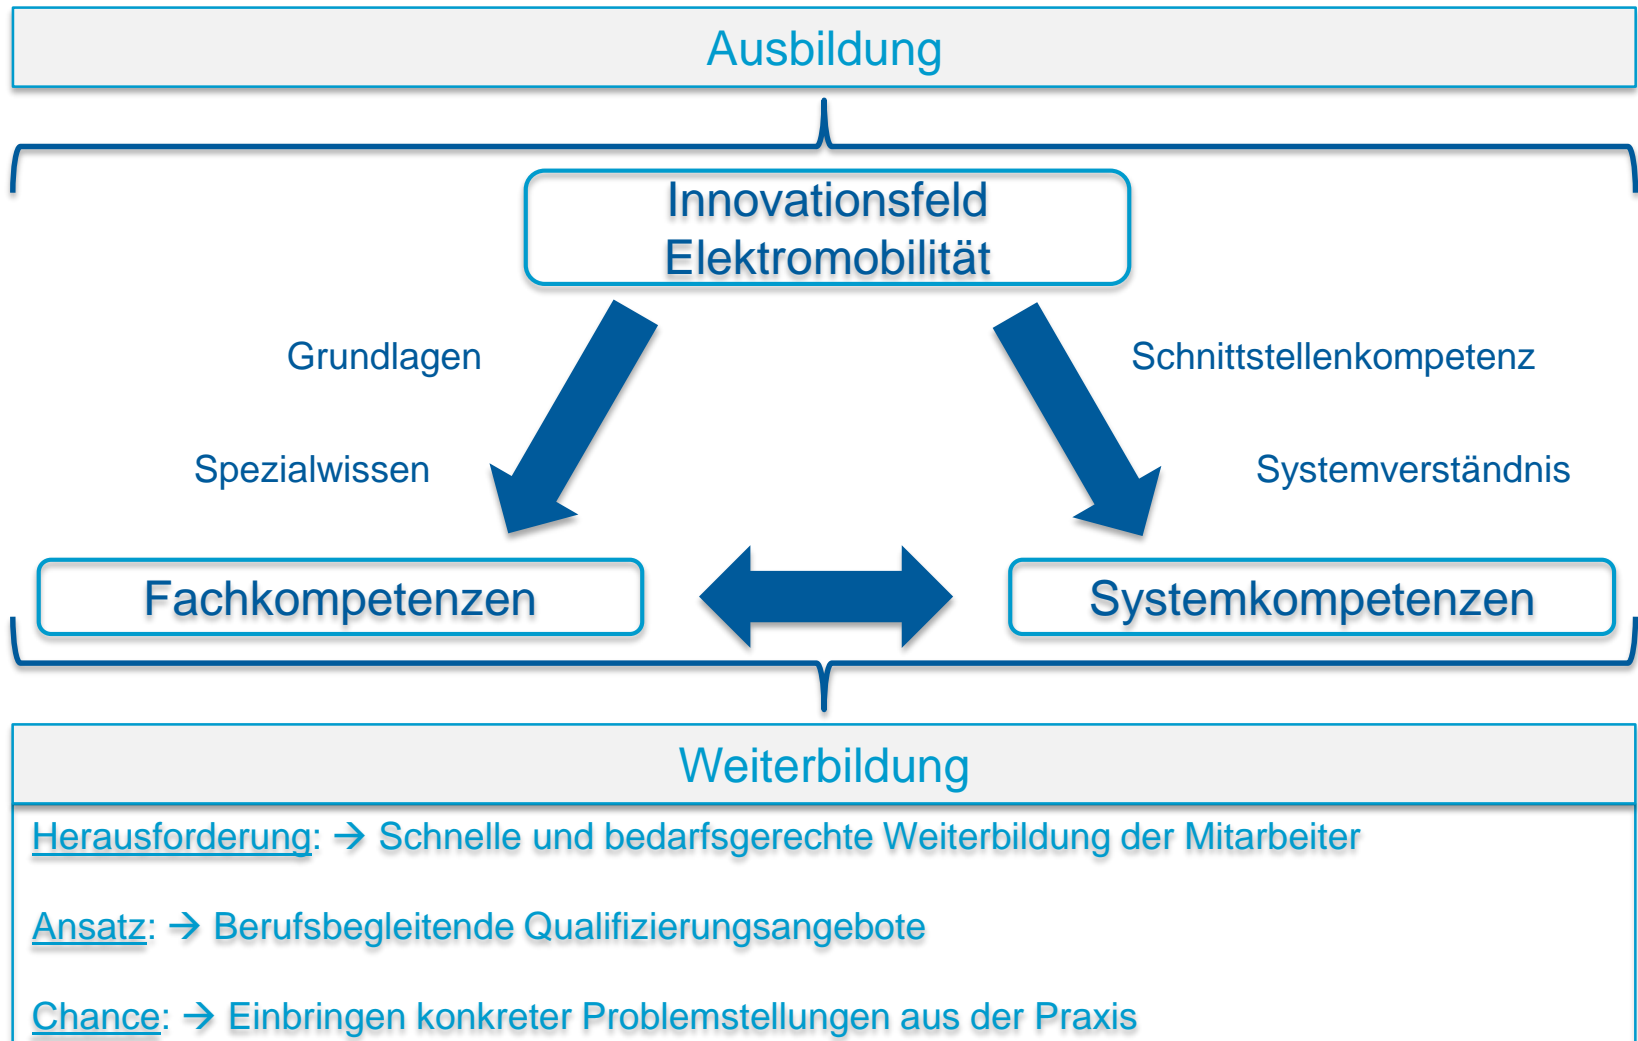 Ausbildung
Innovationsfeld
Elektromobilität
Grundlagen
Schnittstellenkompetenz
Spezialwissen
Systemverständnis
Fachkompetenzen
Systemkompetenzen
Weiterbildung
Herausforderung: → Schnelle und bedarfsgerechte Weiterbildung der Mitarbeiter
Ansatz: → Berufsbegleitende Qualifizierungsangebote
Chance: → Einbringen konkreter Problemstellungen aus der Praxis